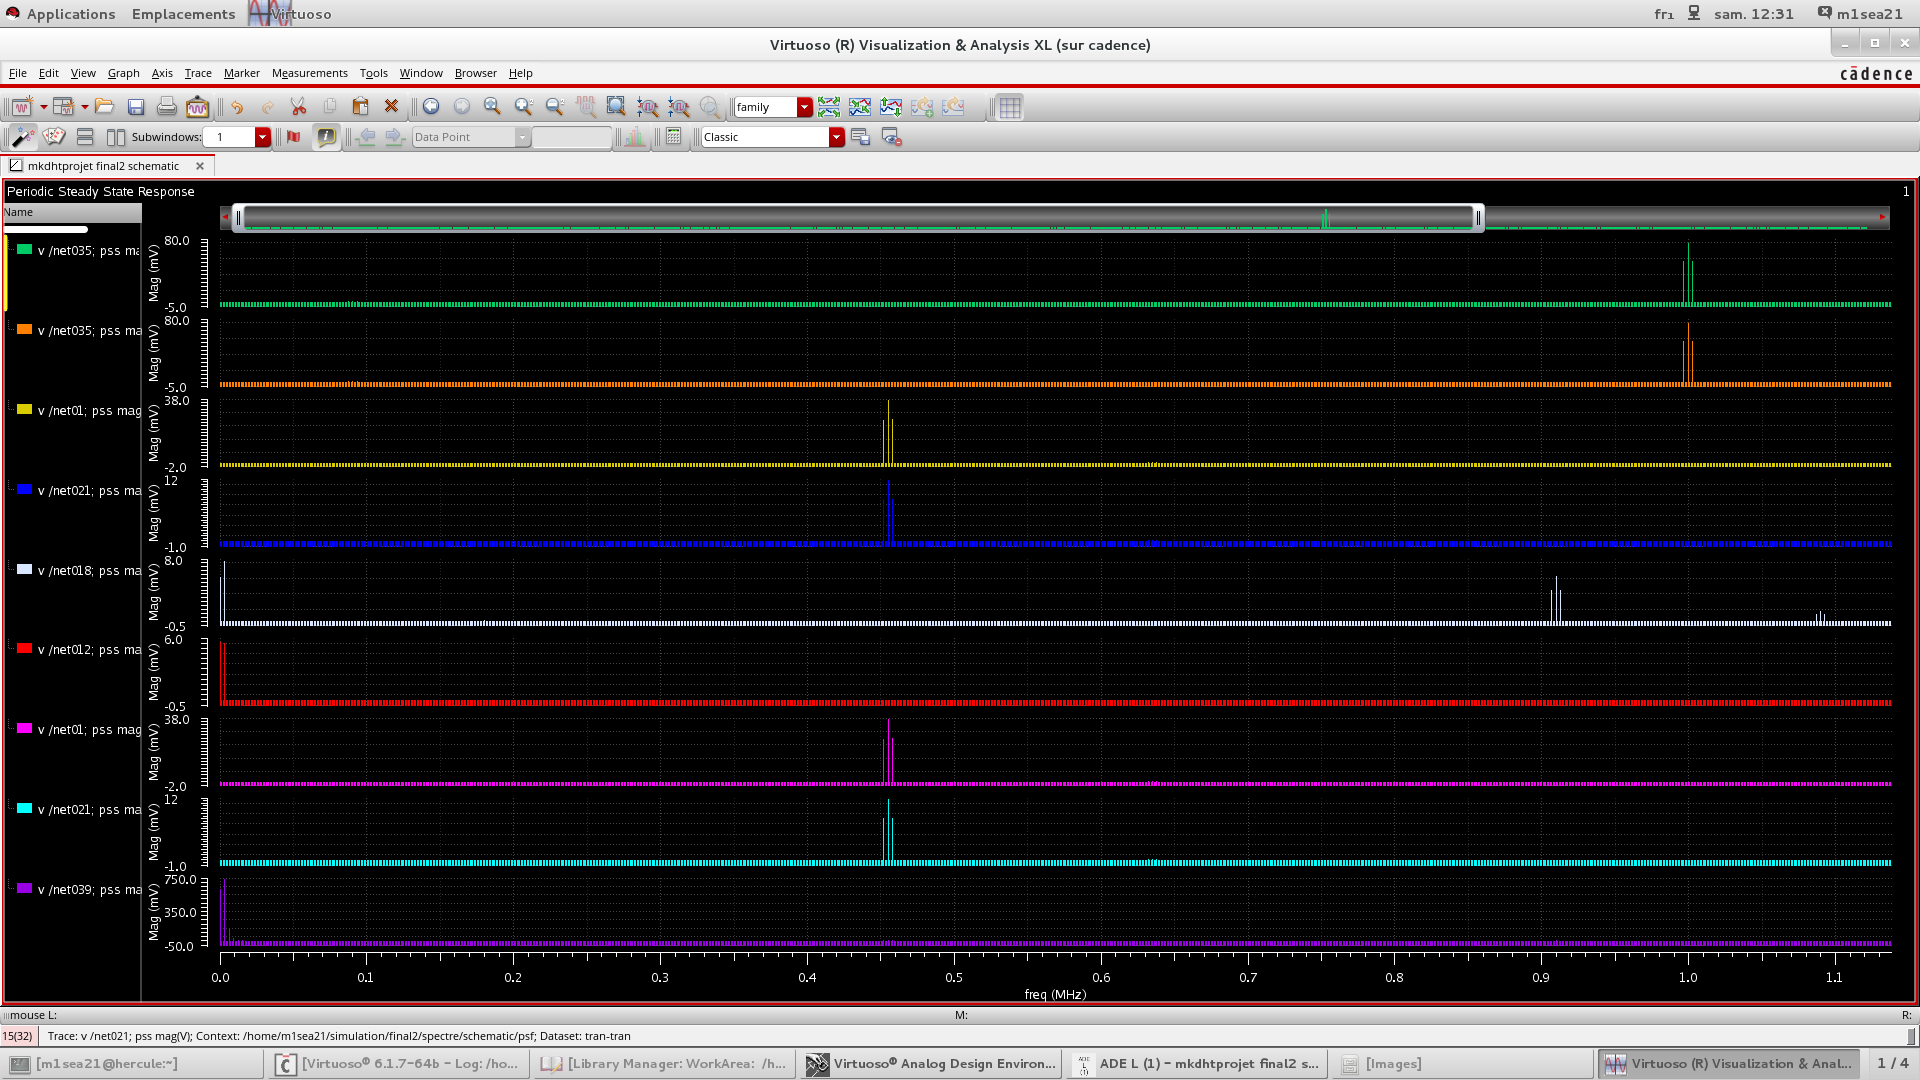 Applications Emplacements Virtuoso fr₁ sam. 12:31 m1sea21
Virtuoso (R) Visualization & Analysis XL (sur cadence)
File Edit View Graph Axis Trace Marker Measurements Tools Window Browser Help cādence
family
Subwindows: 1 Data Point Classic
mkdhtprojet final2 schematic
Periodic Steady State Response 1
Name
v /net035; pss ma
80.0
Mag (mV)
-5.0
v /net035; pss ma
80.0
Mag (mV)
-5.0
v /net01; pss mag
38.0
Mag (mV)
-2.0
v /net021; pss ma
12
Mag (mV)
-1.0
v /net018; pss ma
8.0
Mag (mV)
-0.5
v /net012; pss ma
6.0
Mag (mV)
-0.5
v /net01; pss mag
38.0
Mag (mV)
-2.0
v /net021; pss ma
12
Mag (mV)
-1.0
v /net039; pss ma
750.0
Mag (mV)
350.0
-50.0
0.0 0.1 0.2 0.3 0.4 0.5 0.6 0.7 0.8 0.9 1.0 1.1
freq (MHz)
mouse L: M: R:
15(32) Trace: v /net021; pss mag(V); Context: /home/m1sea21/simulation/final2/spectre/schematic/psf; Dataset: tran-tran
[m1sea21@hercule:~] [Virtuoso® 6.1.7-64b - Log: /ho... [Library Manager: WorkArea: /h... Virtuoso® Analog Design Environ... ADE L (1) - mkdhtprojet final2 s... [Images] Virtuoso (R) Visualization & Anal... 1 / 4